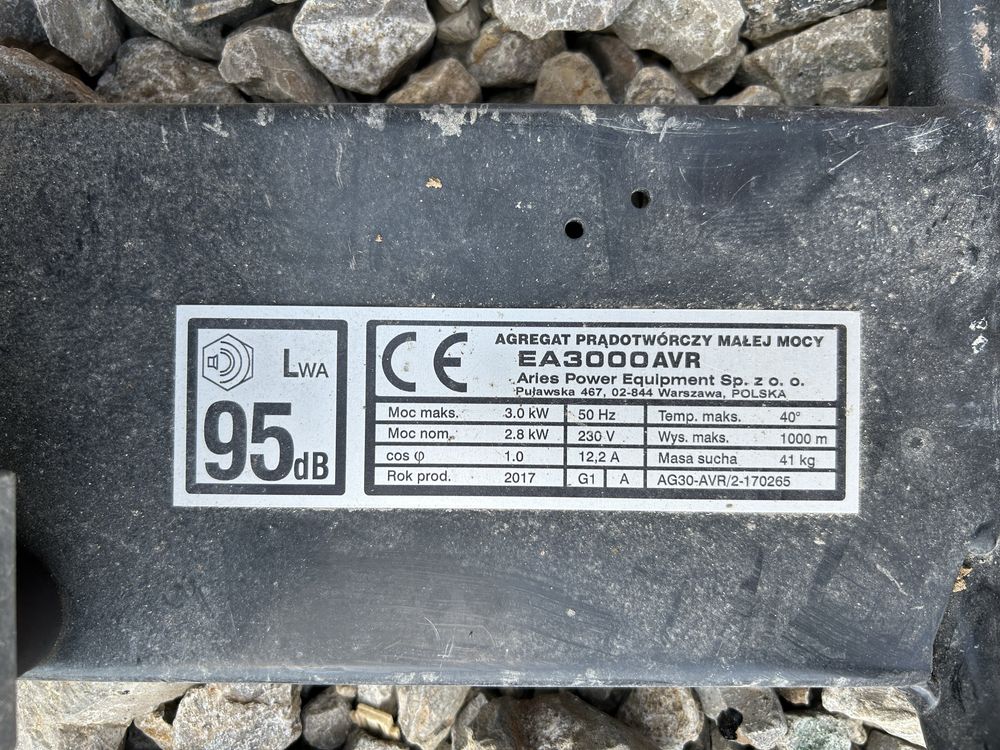 LWA
95dB
CE
AGREGAT PRĄDOTWÓRCZY MAŁEJ MOCY
EA3000AVR
Aries Power Equipment Sp. z o. o.
Puławska 467, 02-844 Warszawa, POLSKA
Moc maks. 3.0 kW 50 Hz Temp. maks. 40°
Moc nom. 2.8 kW 230 V Wys. maks. 1000 m
cos φ 1.0 12,2 A Masa sucha 41 kg
Rok prod. 2017 G1 A AG30-AVR/2-170265